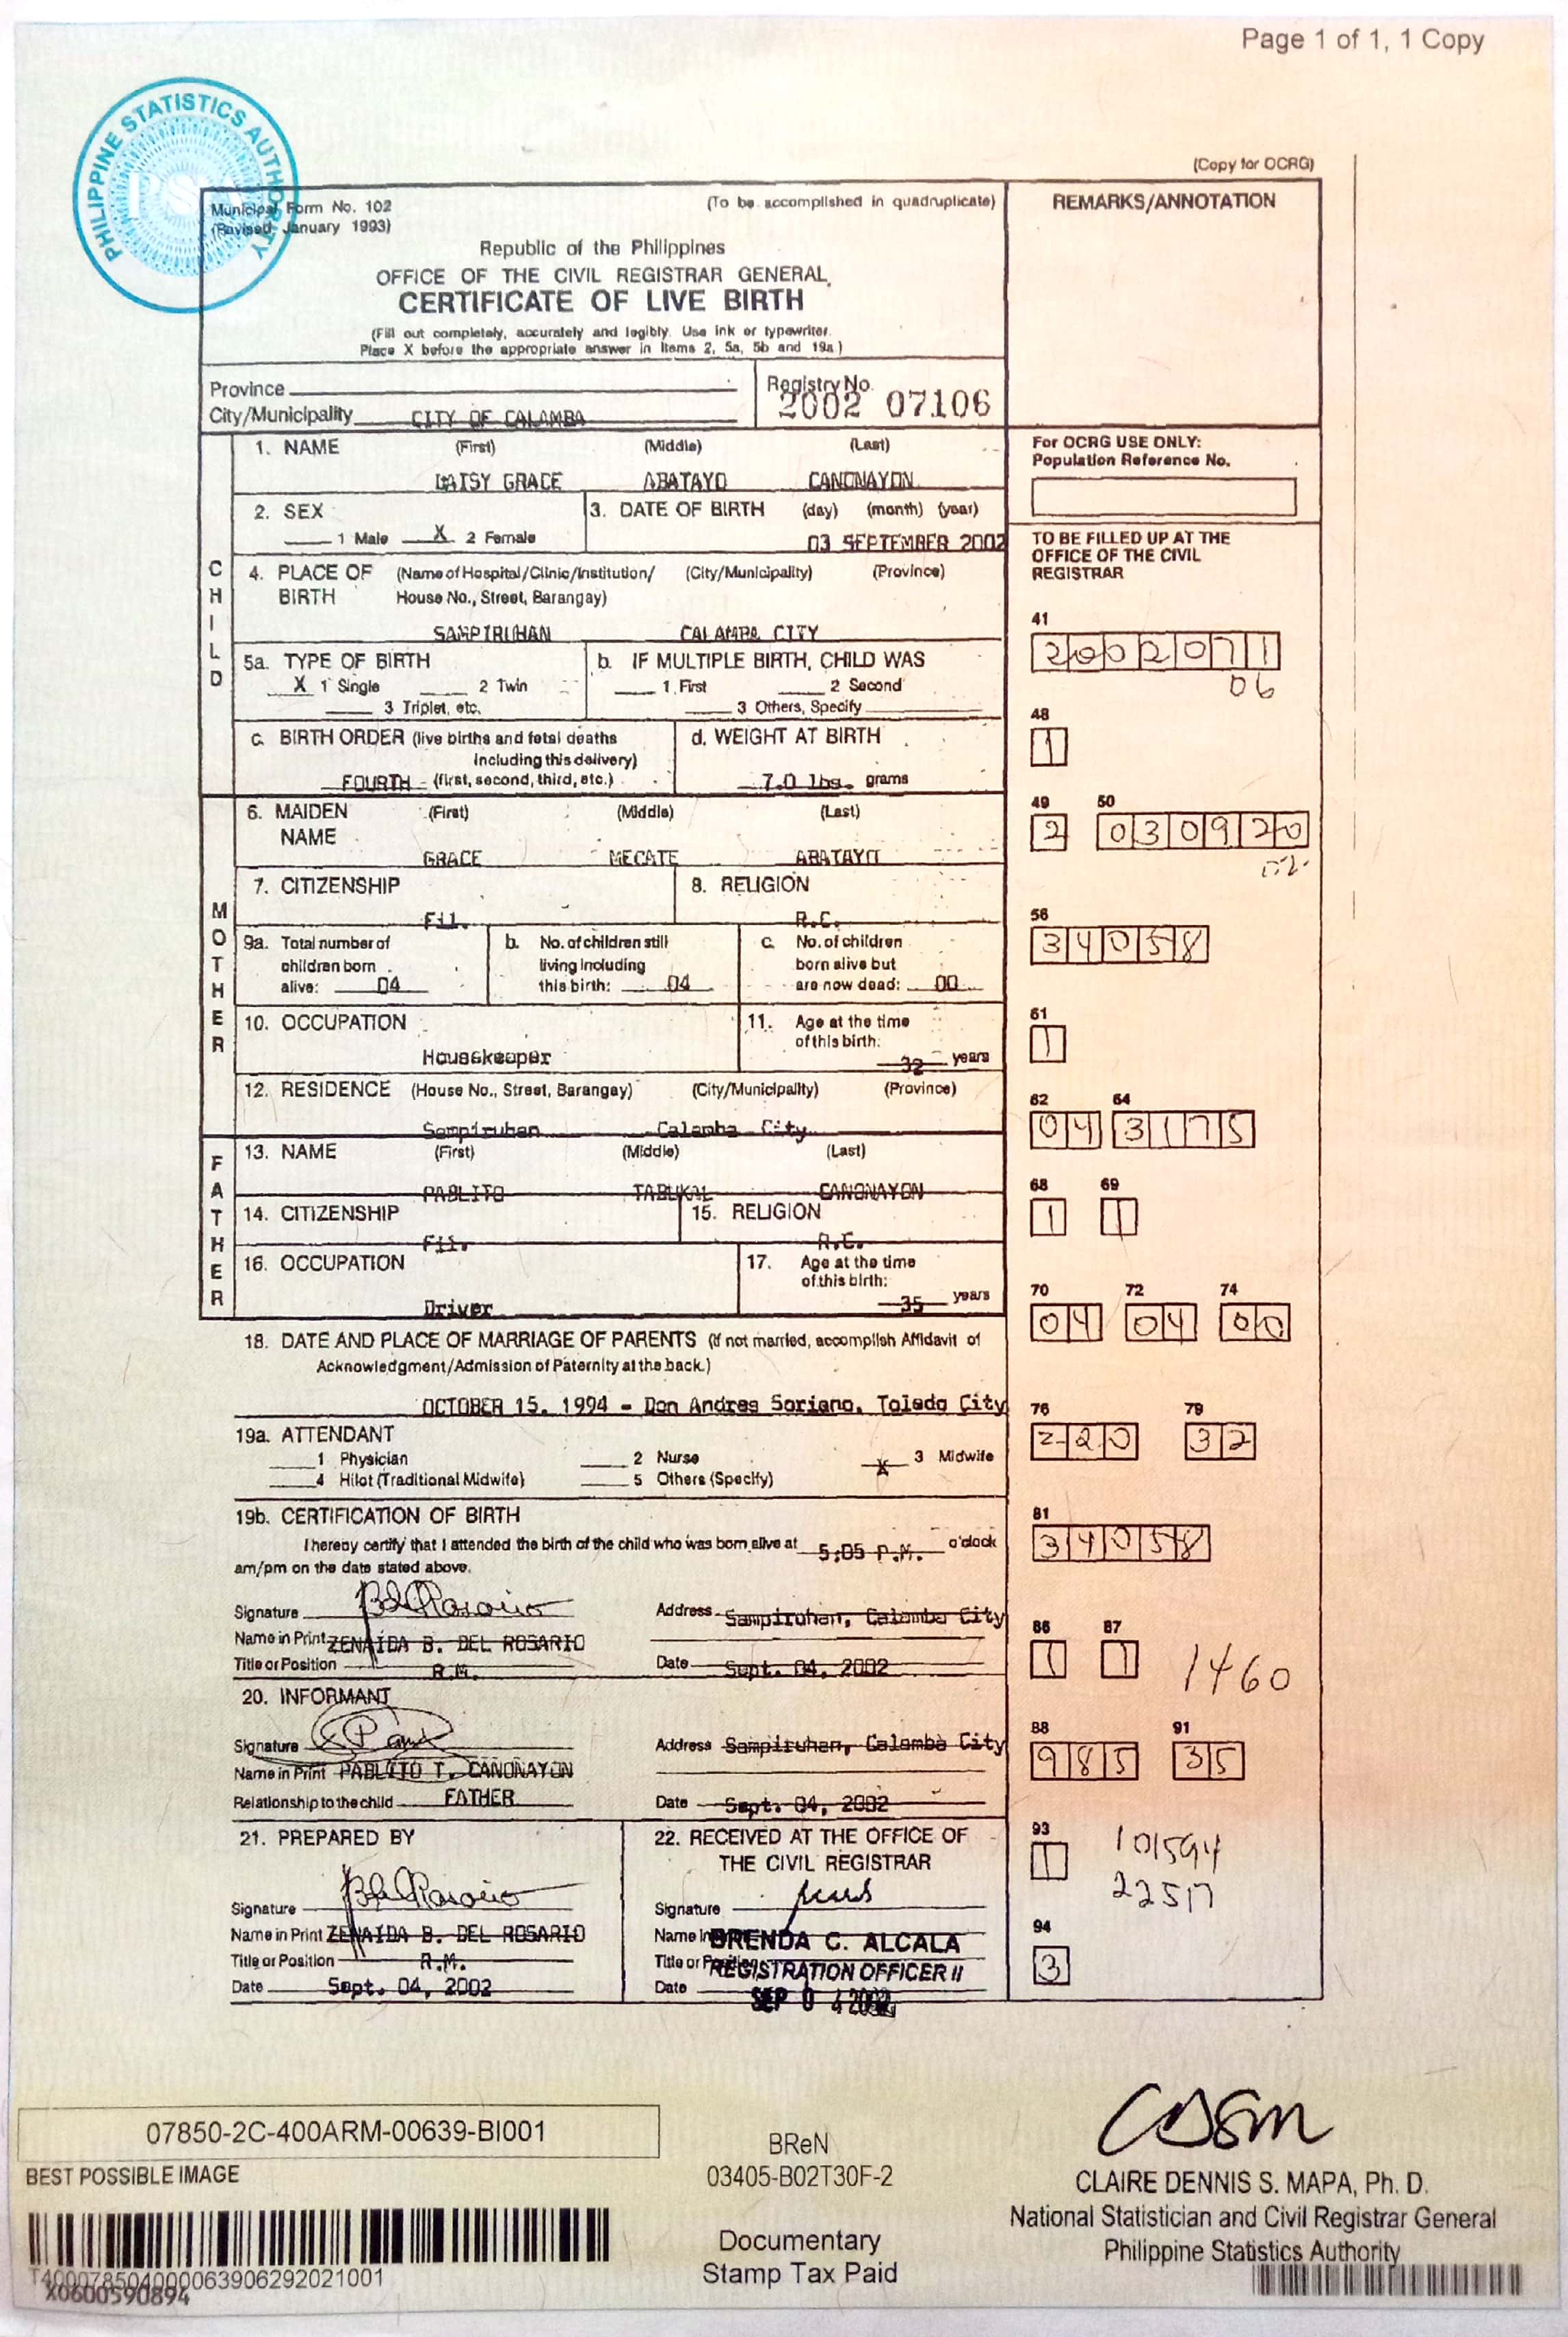 Page 1 of 1, 1 Copy
PHILIPPINE STATISTICS AUTHORITY
PSA
(Copy for OCRG)
Municipal Form No. 102
(Revised January 1993)
(To be accomplished in quadruplicate)
Republic of the Philippines
OFFICE OF THE CIVIL REGISTRAR GENERAL
CERTIFICATE OF LIVE BIRTH
(Fill out completely, accurately and legibly. Use ink or typewriter.
Place X before the appropriate answer in Items 2, 5a, 5b and 19a.)
REMARKS/ANNOTATION
Province
City/Municipality CITY OF CALAMBA
Registry No.
2002 07106
CHILD
1. NAME (First) (Middle) (Last)
DAISY GRACE ABATAYO CANONAYON
2. SEX
1 Male X 2 Female
3. DATE OF BIRTH (day) (month) (year)
03 SEPTEMBER 2002
4. PLACE OF BIRTH (Name of Hospital/Clinic/Institution/ House No., Street, Barangay) (City/Municipality) (Province)
SAMPIRUHAN CALAMBA CITY
5a. TYPE OF BIRTH
X 1 Single 2 Twin
3 Triplet, etc.
b. IF MULTIPLE BIRTH, CHILD WAS
1 First 2 Second
3 Others, Specify
c. BIRTH ORDER (live births and fetal deaths
including this delivery)
FOURTH (first, second, third, etc.)
d. WEIGHT AT BIRTH
7.0 lbs. grams
MOTHER
6. MAIDEN NAME (First) (Middle) (Last)
GRACE MECATE ABATAYO
7. CITIZENSHIP
Fil.
8. RELIGION
R.C.
9a. Total number of
children born
alive: 04
b. No. of children still
living including
this birth: 04
c. No. of children
born alive but
are now dead: 00
10. OCCUPATION
Housekeeper
11. Age at the time
of this birth:
32 years
12. RESIDENCE (House No., Street, Barangay) (City/Municipality) (Province)
Sampiruhan Calamba City
FATHER
13. NAME (First) (Middle) (Last)
PABLITO TABUKAL CANONAYON
14. CITIZENSHIP
Fil.
15. RELIGION
R.C.
16. OCCUPATION
Driver
17. Age at the time
of this birth:
35 years
18. DATE AND PLACE OF MARRIAGE OF PARENTS (If not married, accomplish Affidavit of
Acknowledgment/Admission of Paternity at the back.)
OCTOBER 15, 1994 - Don Andres Soriano, Toledo City
19a. ATTENDANT
1 Physician 2 Nurse X 3 Midwife
4 Hilot (Traditional Midwife) 5 Others (Specify)
19b. CERTIFICATION OF BIRTH
I hereby certify that I attended the birth of the child who was born alive at 5:05 P.M. o'clock
am/pm on the date stated above.
Signature
Name in Print ZENAIDA B. DEL ROSARIO
Title or Position R.M.
Address Sampiruhan, Calamba City
Date Sept. 04, 2002
20. INFORMANT
Signature
Name in Print PABLITO T. CANONAYON
Relationship to the child FATHER
Address Sampiruhan, Calamba City
Date Sept. 04, 2002
21. PREPARED BY
Signature
Name in Print ZENAIDA B. DEL ROSARIO
Title or Position R.M.
Date Sept. 04, 2002
22. RECEIVED AT THE OFFICE OF
THE CIVIL REGISTRAR
Signature
Name in BRENDA C. ALCALA
Title or Position REGISTRATION OFFICER II
Date SEP 0 4 2002
For OCRG USE ONLY:
Population Reference No.
TO BE FILLED UP AT THE
OFFICE OF THE CIVIL
REGISTRAR
41
2002071
06
48
1
49 50
2 030920
02
56
34058
61
1
62 64
04 3175
68 69
1 1
70 72 74
04 04 00
76 79
220 32
81
34058
86 87
1 1 1460
88 91
985 35
93
1 101594
22517
94
3
07850-2C-400ARM-00639-BI001
BEST POSSIBLE IMAGE
T400078504000063906292021001
X0600590894
BReN
03405-B02T30F-2
Documentary
Stamp Tax Paid
CLAIRE DENNIS S. MAPA, Ph. D.
National Statistician and Civil Registrar General
Philippine Statistics Authority